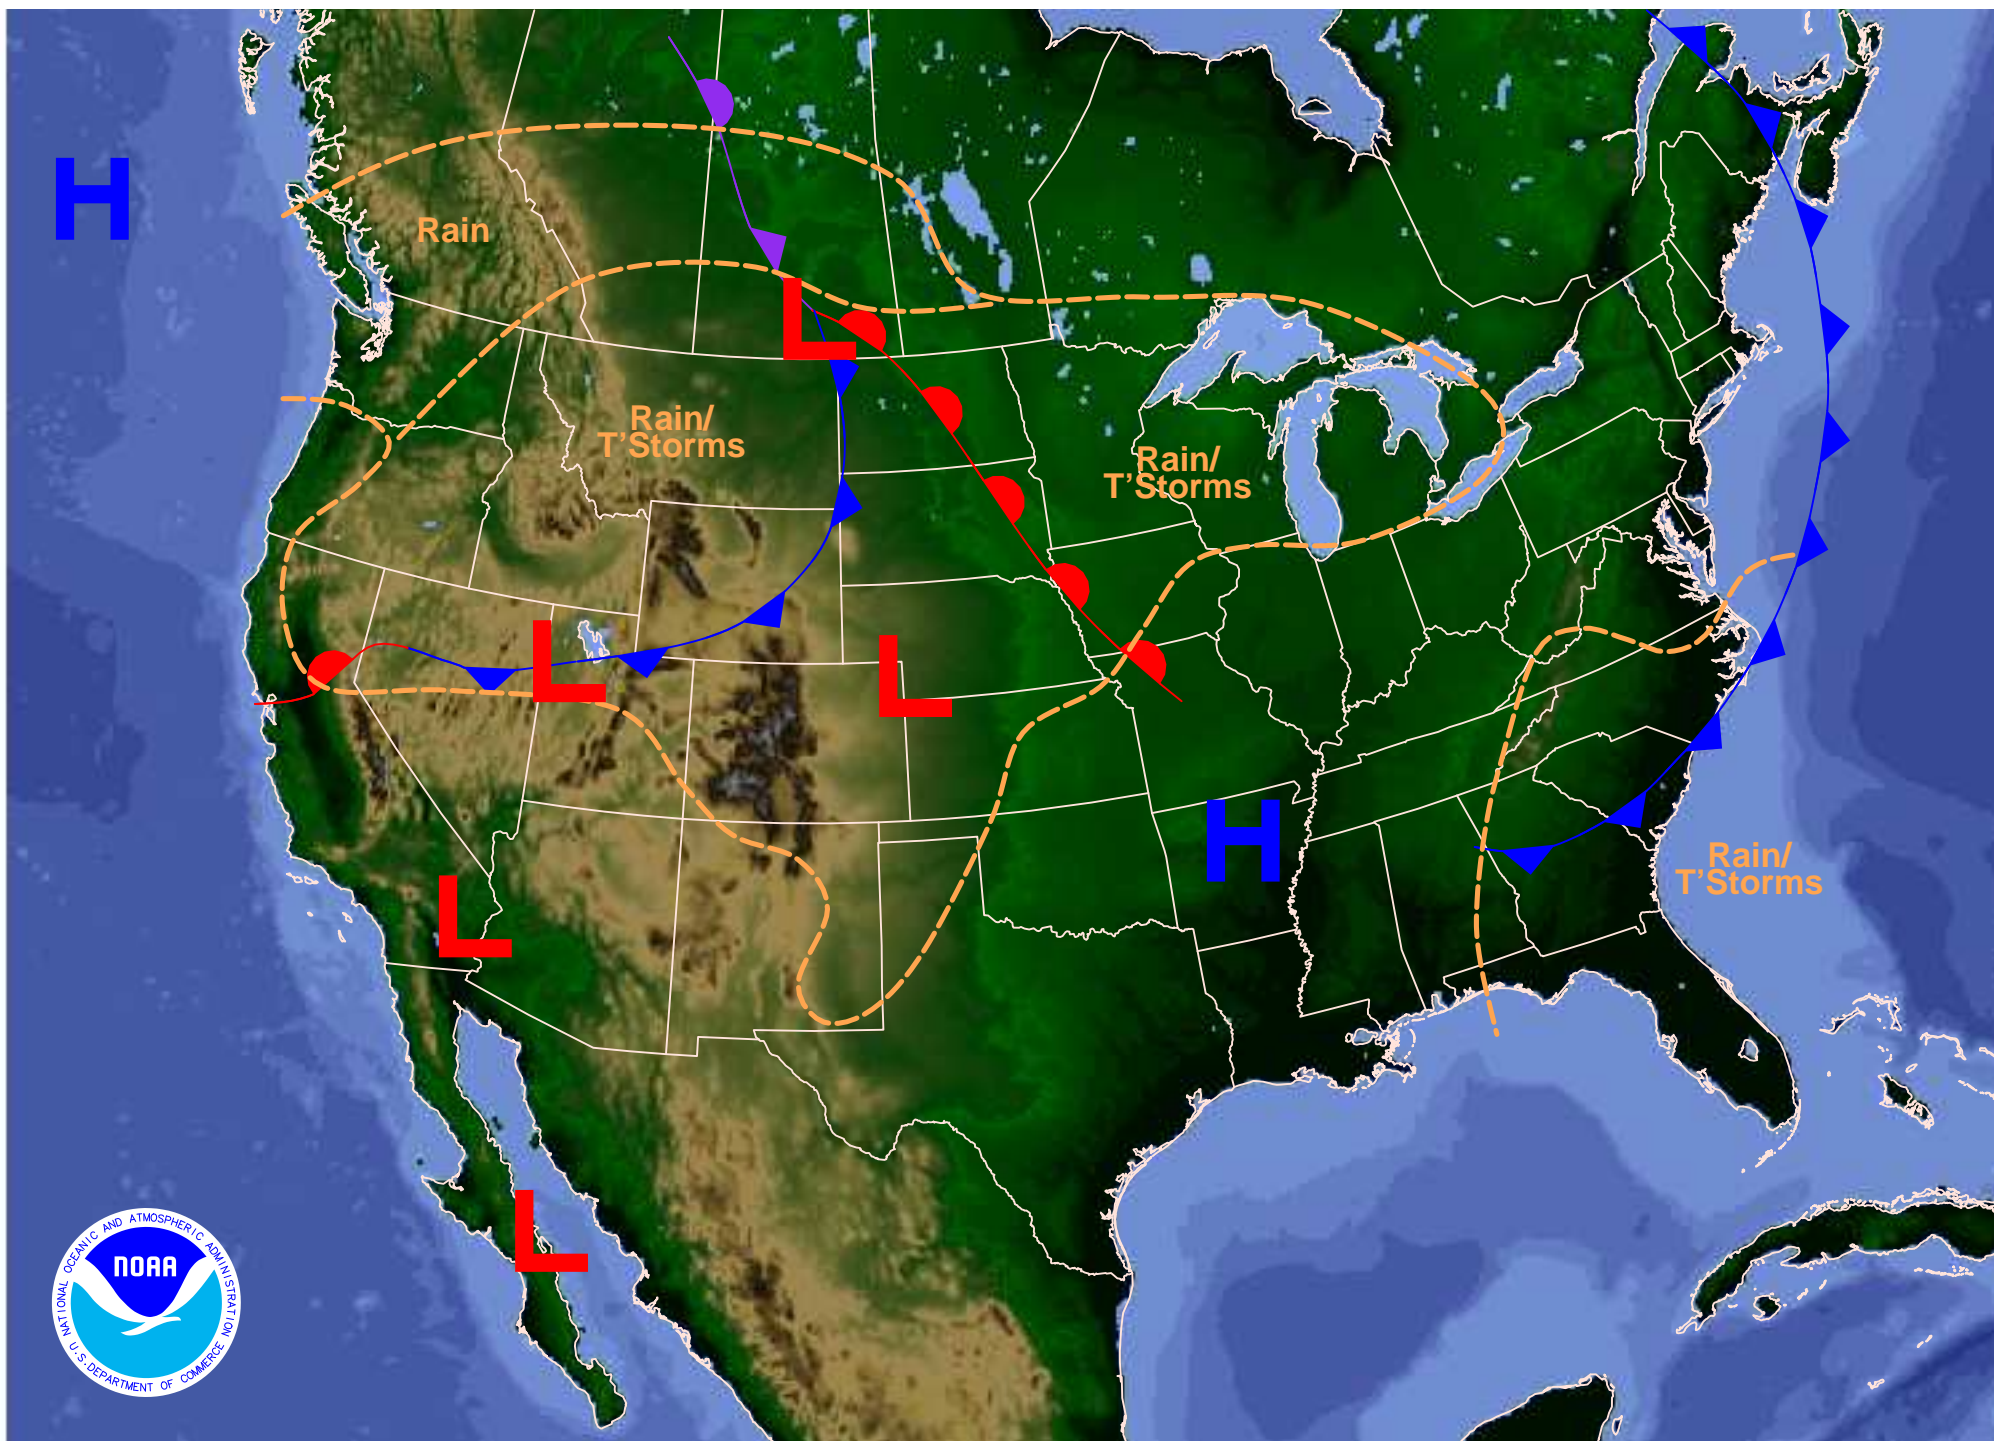 H
Rain
L
Rain/
T'Storms
Rain/
T'Storms
L
L
H
Rain/
T'Storms
L
L
NATIONAL OCEANIC AND ATMOSPHERIC ADMINISTRATION
NOAA
U.S. DEPARTMENT OF COMMERCE